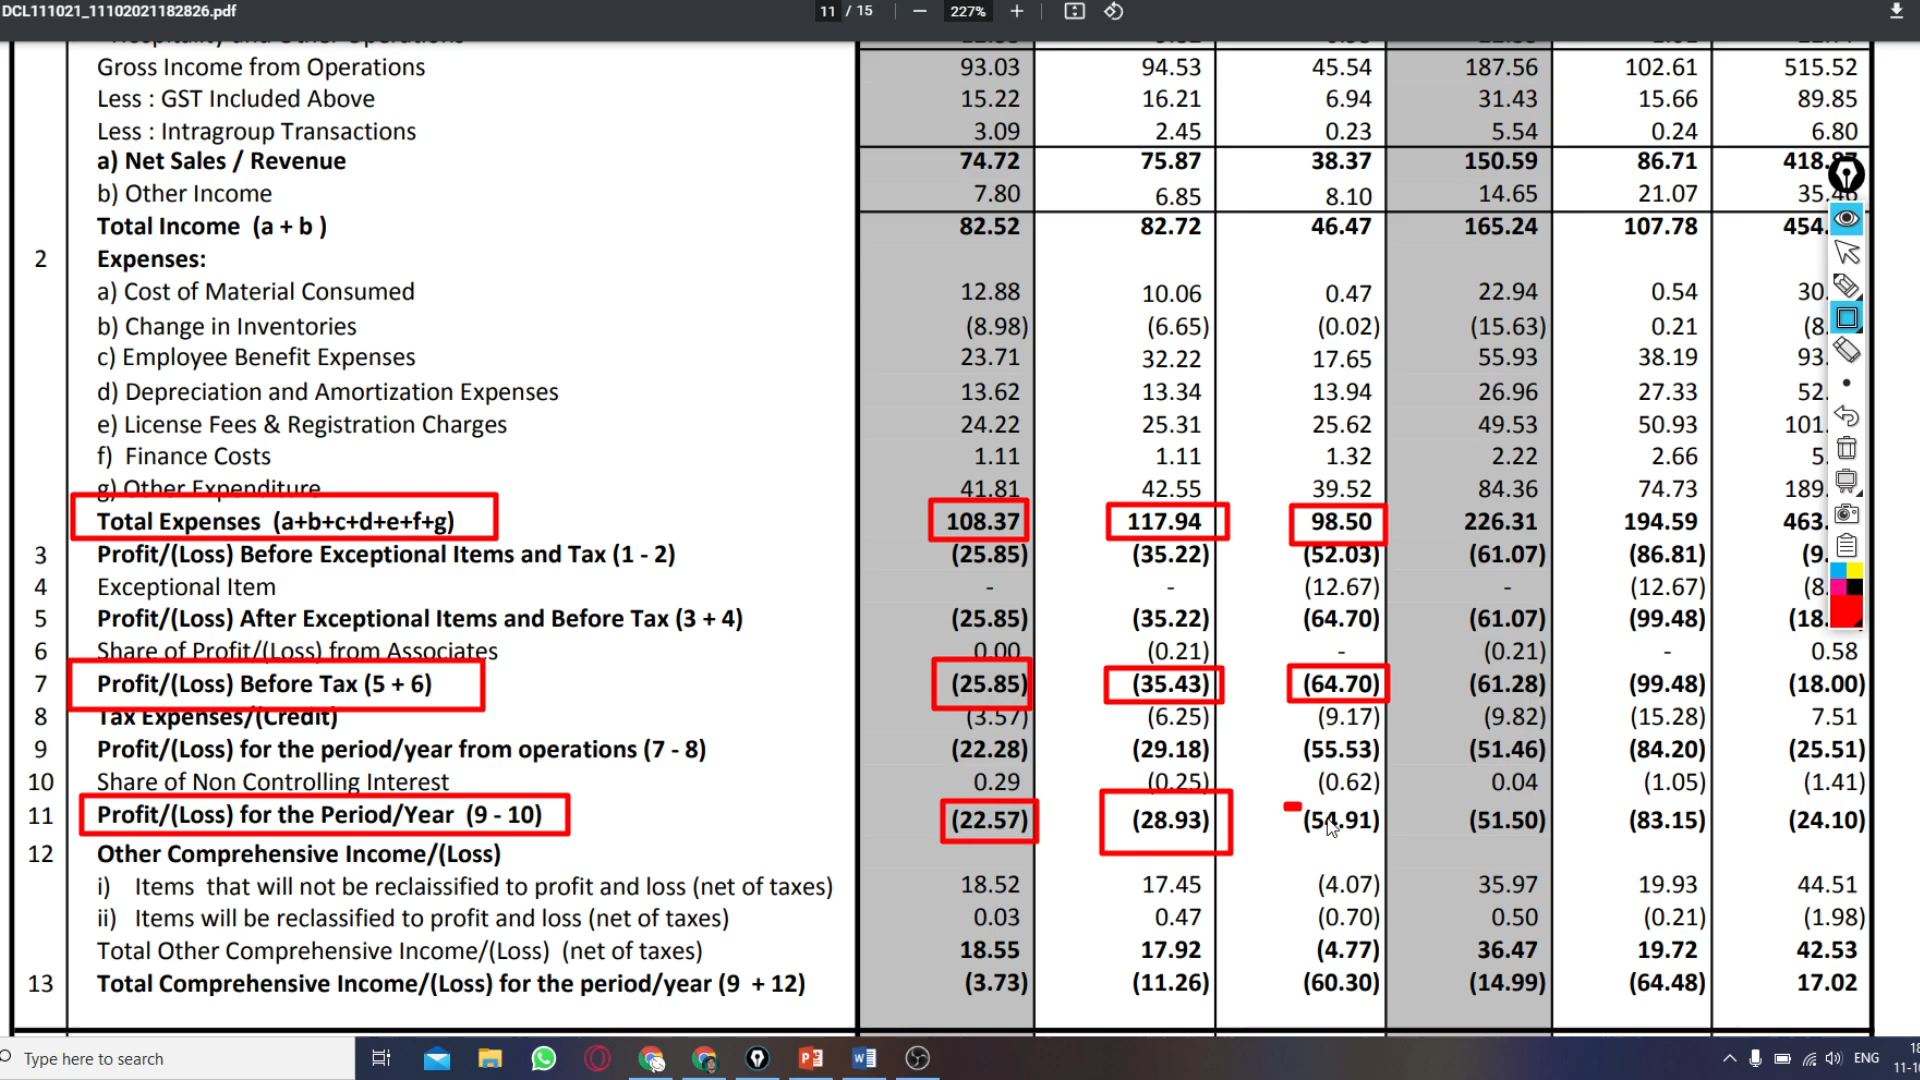 DCL111021_11102021182826.pdf 11 / 15 227%
Gross Income from Operations 93.03 94.53 45.54 187.56 102.61 515.52
Less : GST Included Above 15.22 16.21 6.94 31.43 15.66 89.85
Less : Intragroup Transactions 3.09 2.45 0.23 5.54 0.24 6.80
a) Net Sales / Revenue 74.72 75.87 38.37 150.59 86.71 418.
b) Other Income 7.80 6.85 8.10 14.65 21.07 35.
Total Income (a + b ) 82.52 82.72 46.47 165.24 107.78 454.
2 Expenses:
a) Cost of Material Consumed 12.88 10.06 0.47 22.94 0.54 30.
b) Change in Inventories (8.98) (6.65) (0.02) (15.63) 0.21 (8.
c) Employee Benefit Expenses 23.71 32.22 17.65 55.93 38.19 93.
d) Depreciation and Amortization Expenses 13.62 13.34 13.94 26.96 27.33 52.
e) License Fees & Registration Charges 24.22 25.31 25.62 49.53 50.93 101.
f) Finance Costs 1.11 1.11 1.32 2.22 2.66 5.
g) Other Expenditure 41.81 42.55 39.52 84.36 74.73 189.
Total Expenses (a+b+c+d+e+f+g) 108.37 117.94 98.50 226.31 194.59 463.
3 Profit/(Loss) Before Exceptional Items and Tax (1 - 2) (25.85) (35.22) (52.03) (61.07) (86.81) (9.
4 Exceptional Item - - (12.67) - (12.67) (8.
5 Profit/(Loss) After Exceptional Items and Before Tax (3 + 4) (25.85) (35.22) (64.70) (61.07) (99.48) (18.
6 Share of Profit/(Loss) from Associates 0.00 (0.21) - (0.21) - 0.58
7 Profit/(Loss) Before Tax (5 + 6) (25.85) (35.43) (64.70) (61.28) (99.48) (18.00)
8 Tax Expenses/(Credit) (3.57) (6.25) (9.17) (9.82) (15.28) 7.51
9 Profit/(Loss) for the period/year from operations (7 - 8) (22.28) (29.18) (55.53) (51.46) (84.20) (25.51)
10 Share of Non Controlling Interest 0.29 (0.25) (0.62) 0.04 (1.05) (1.41)
11 Profit/(Loss) for the Period/Year (9 - 10) (22.57) (28.93) (54.91) (51.50) (83.15) (24.10)
12 Other Comprehensive Income/(Loss)
i) Items that will not be reclaissified to profit and loss (net of taxes) 18.52 17.45 (4.07) 35.97 19.93 44.51
ii) Items will be reclassified to profit and loss (net of taxes) 0.03 0.47 (0.70) 0.50 (0.21) (1.98)
Total Other Comprehensive Income/(Loss) (net of taxes) 18.55 17.92 (4.77) 36.47 19.72 42.53
13 Total Comprehensive Income/(Loss) for the period/year (9 + 12) (3.73) (11.26) (60.30) (14.99) (64.48) 17.02
Type here to search ENG